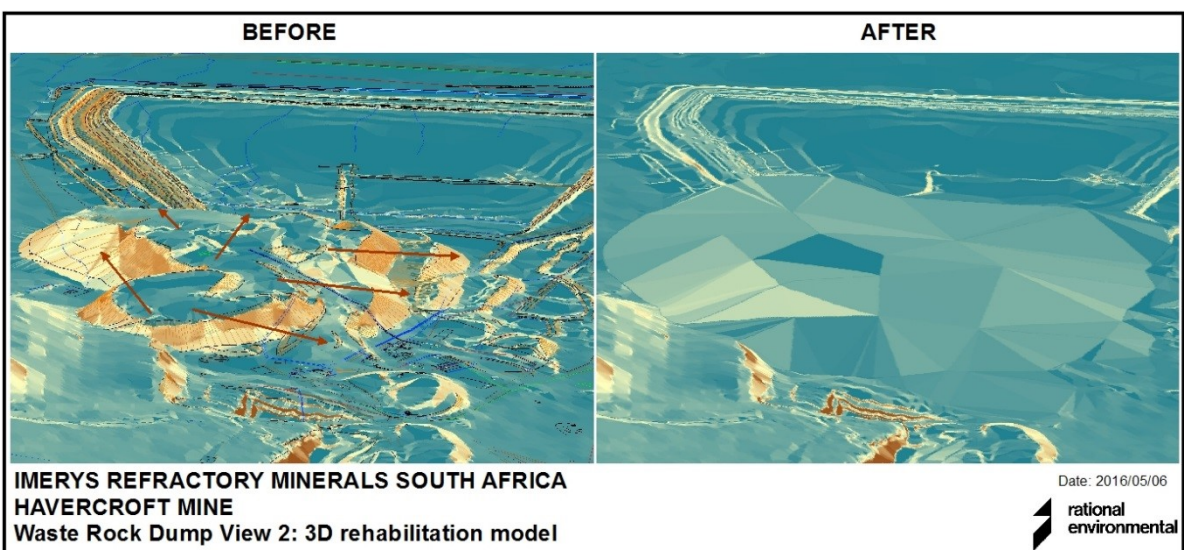 BEFORE
AFTER
IMERYS REFRACTORY MINERALS SOUTH AFRICA
HAVERCROFT MINE
Waste Rock Dump View 2: 3D rehabilitation model
Date: 2016/05/06
rational
environmental